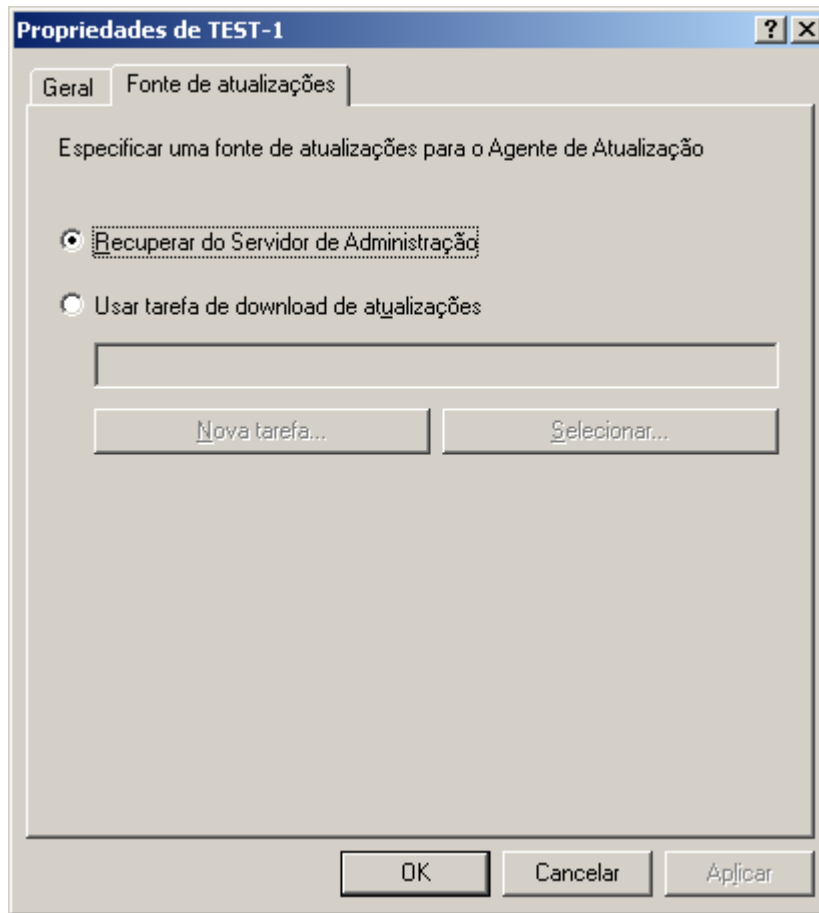 Propriedades de TEST-1
Geral
Fonte de atualizações
Especificar uma fonte de atualizações para o Agente de Atualização
Recuperar do Servidor de Administração
Usar tarefa de download de atualizações
Nova tarefa...
Selecionar...
OK
Cancelar
Aplicar